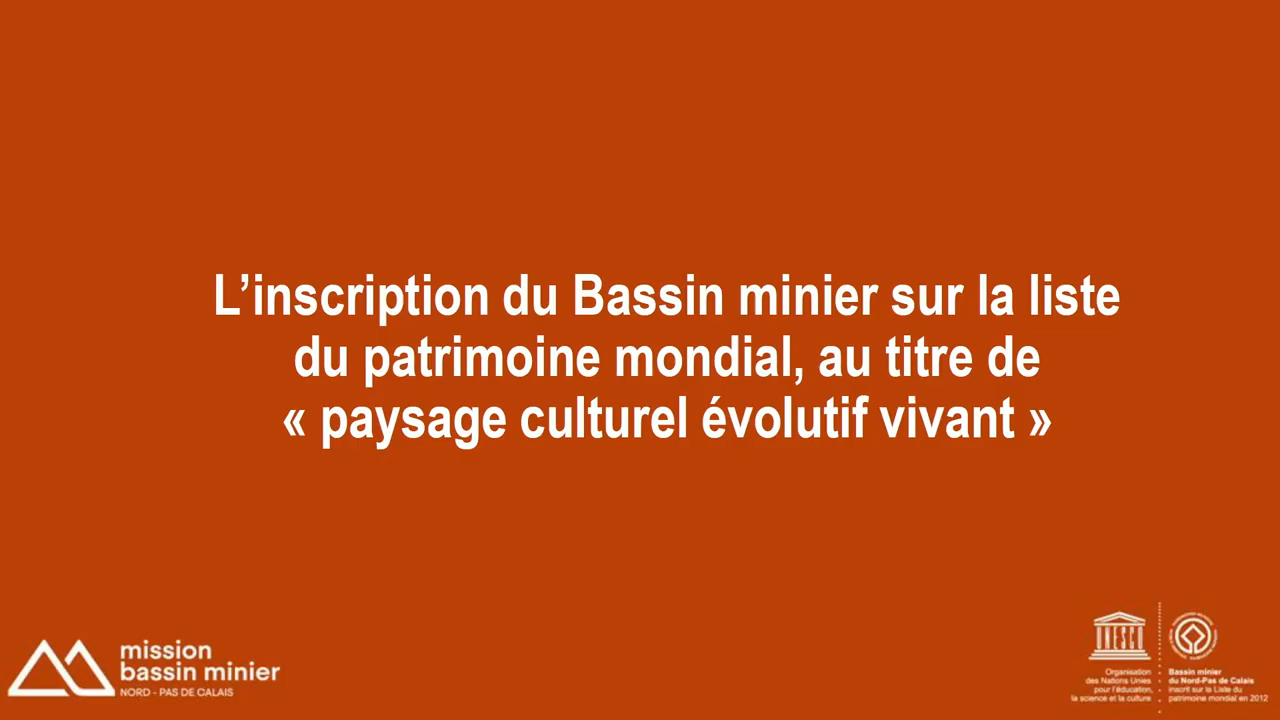 L’inscription du Bassin minier sur la liste
du patrimoine mondial, au titre de
« paysage culturel évolutif vivant »
mission
bassin minier
NORD - PAS DE CALAIS
UNESCO
Organisation
des Nations Unies
pour l'éducation,
la science et la culture
Bassin minier
du Nord-Pas de Calais
inscrit sur la Liste du
patrimoine mondial en 2012